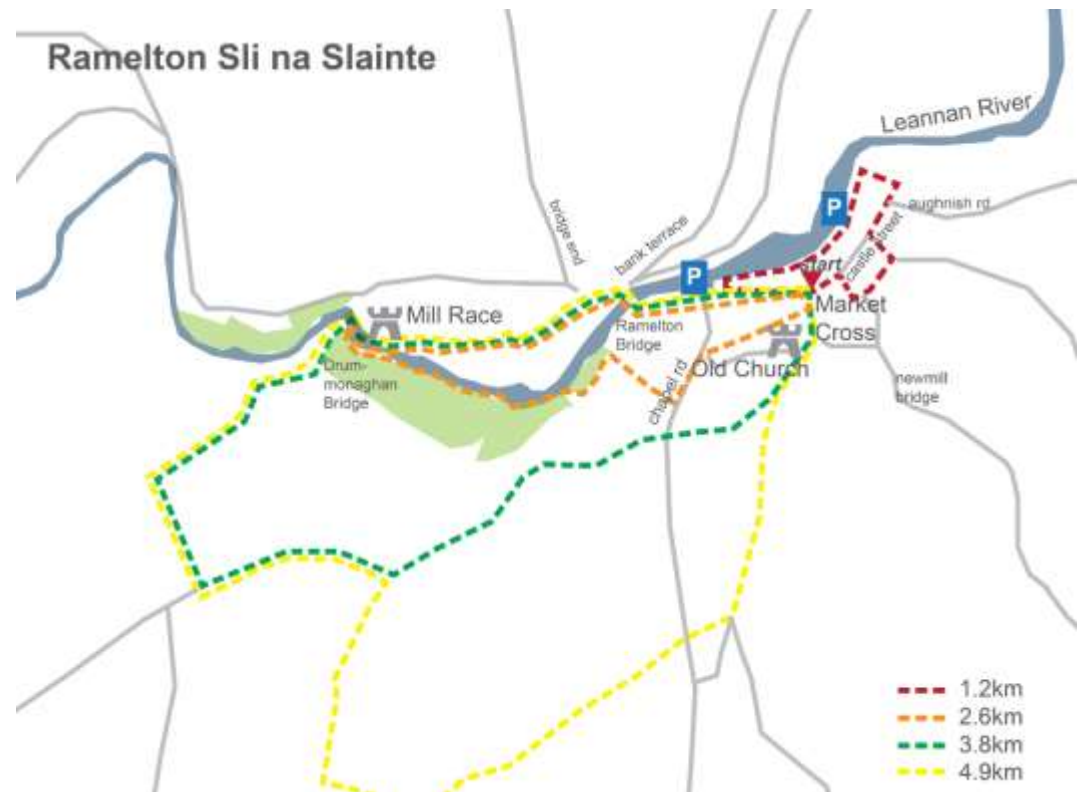 Ramelton Sli na Slainte
Leannan River
P
aughnish rd
castle street
bridge end
bank terrace
start
P
Mill Race
Market
Cross
Ramelton
Bridge
Old Church
Drum-
monaghan
Bridge
chapel rd
newmill
bridge
1.2km
2.6km
3.8km
4.9km